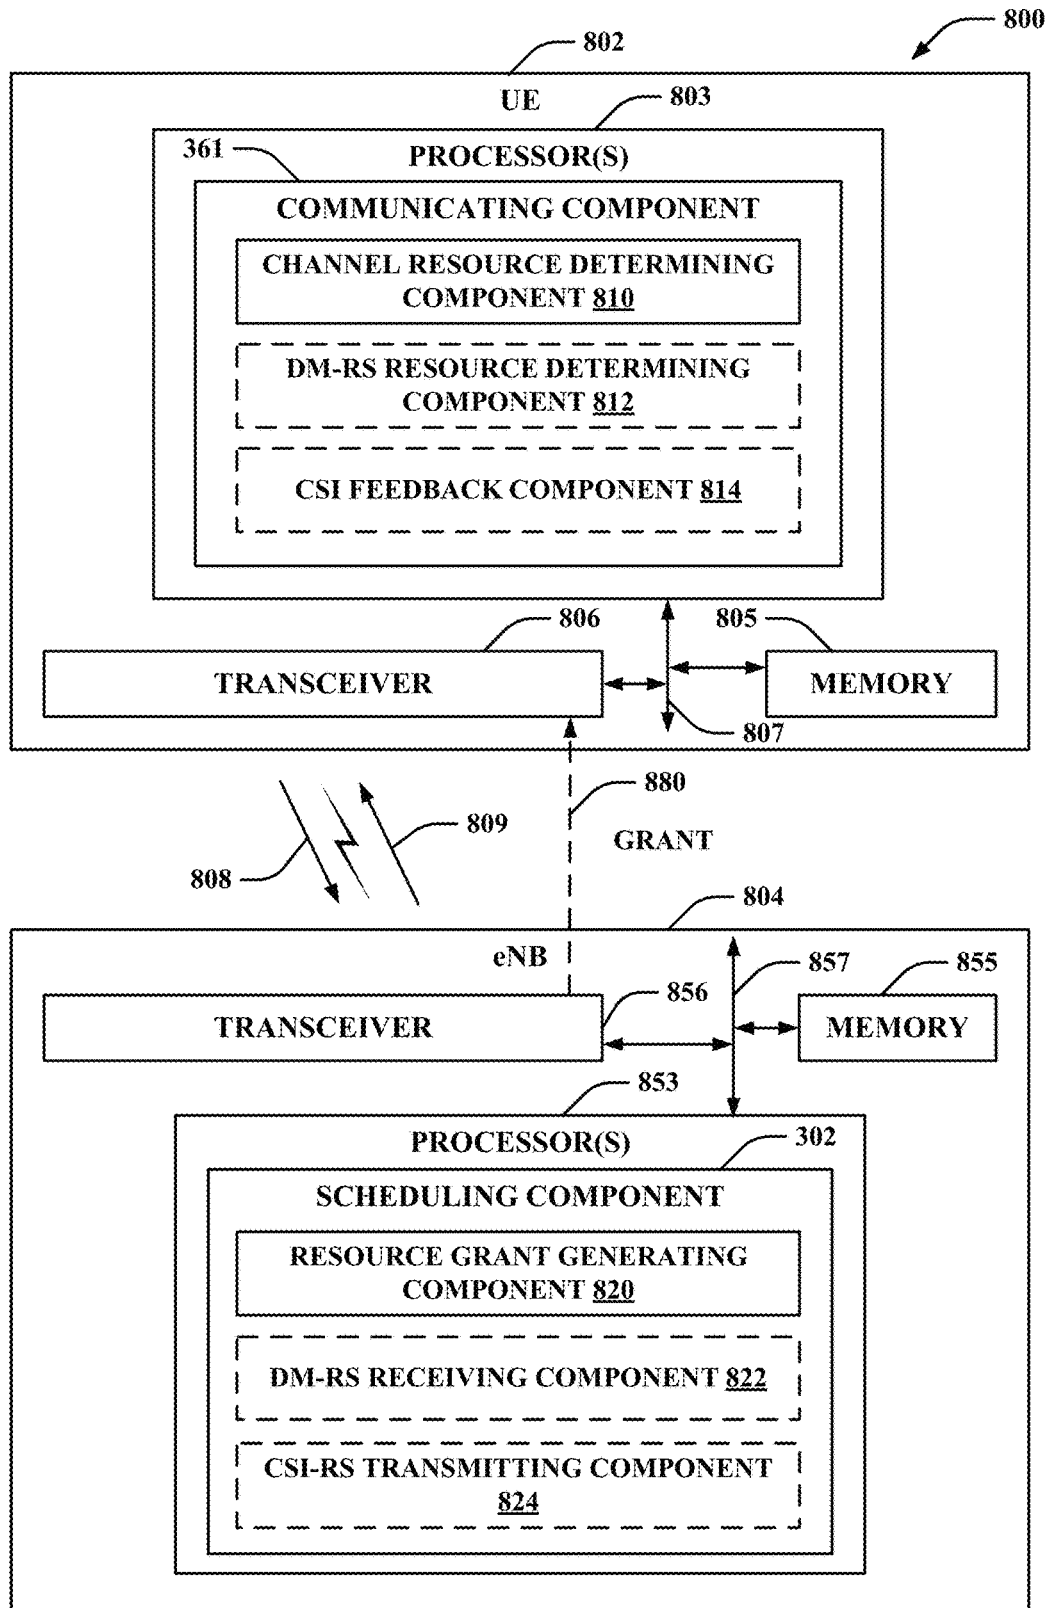 800
802
UE
803
361
PROCESSOR(S)
COMMUNICATING COMPONENT
CHANNEL RESOURCE DETERMINING
COMPONENT 810
DM-RS RESOURCE DETERMINING
COMPONENT 812
CSI FEEDBACK COMPONENT 814
806
805
TRANSCEIVER
MEMORY
807
880
809
GRANT
808
804
eNB
857
855
856
TRANSCEIVER
MEMORY
853
PROCESSOR(S)
302
SCHEDULING COMPONENT
RESOURCE GRANT GENERATING
COMPONENT 820
DM-RS RECEIVING COMPONENT 822
CSI-RS TRANSMITTING COMPONENT
824